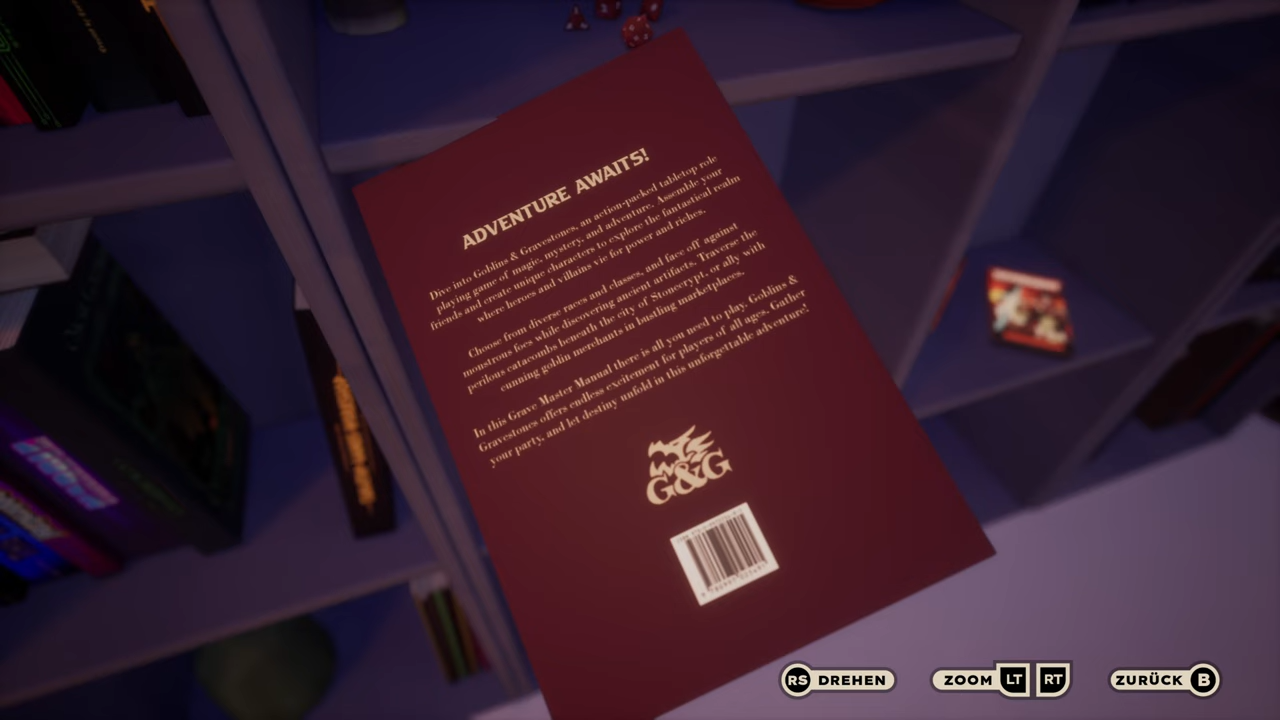 ADVENTURE AWAITS!
Dive into Goblins & Gravestones, an action-packed tabletop role
playing game of magic, mystery, and adventure. Assemble your
friends and create unique characters to explore the fantastical realm
where heroes and villains vie for power and riches.
Choose from diverse races and classes, and face off against
monstrous foes while discovering ancient artifacts. Traverse the
perilous catacombs beneath the city of Stonecrypt, or ally with
cunning goblin merchants in bustling marketplaces.
In this Grave Master Manual there is all you need to play. Goblins &
Gravestones offers endless excitement for players of all ages. Gather
your party, and let destiny unfold in this unforgettable adventure!
G&G
RS DREHEN
ZOOM LT RT
ZURÜCK B